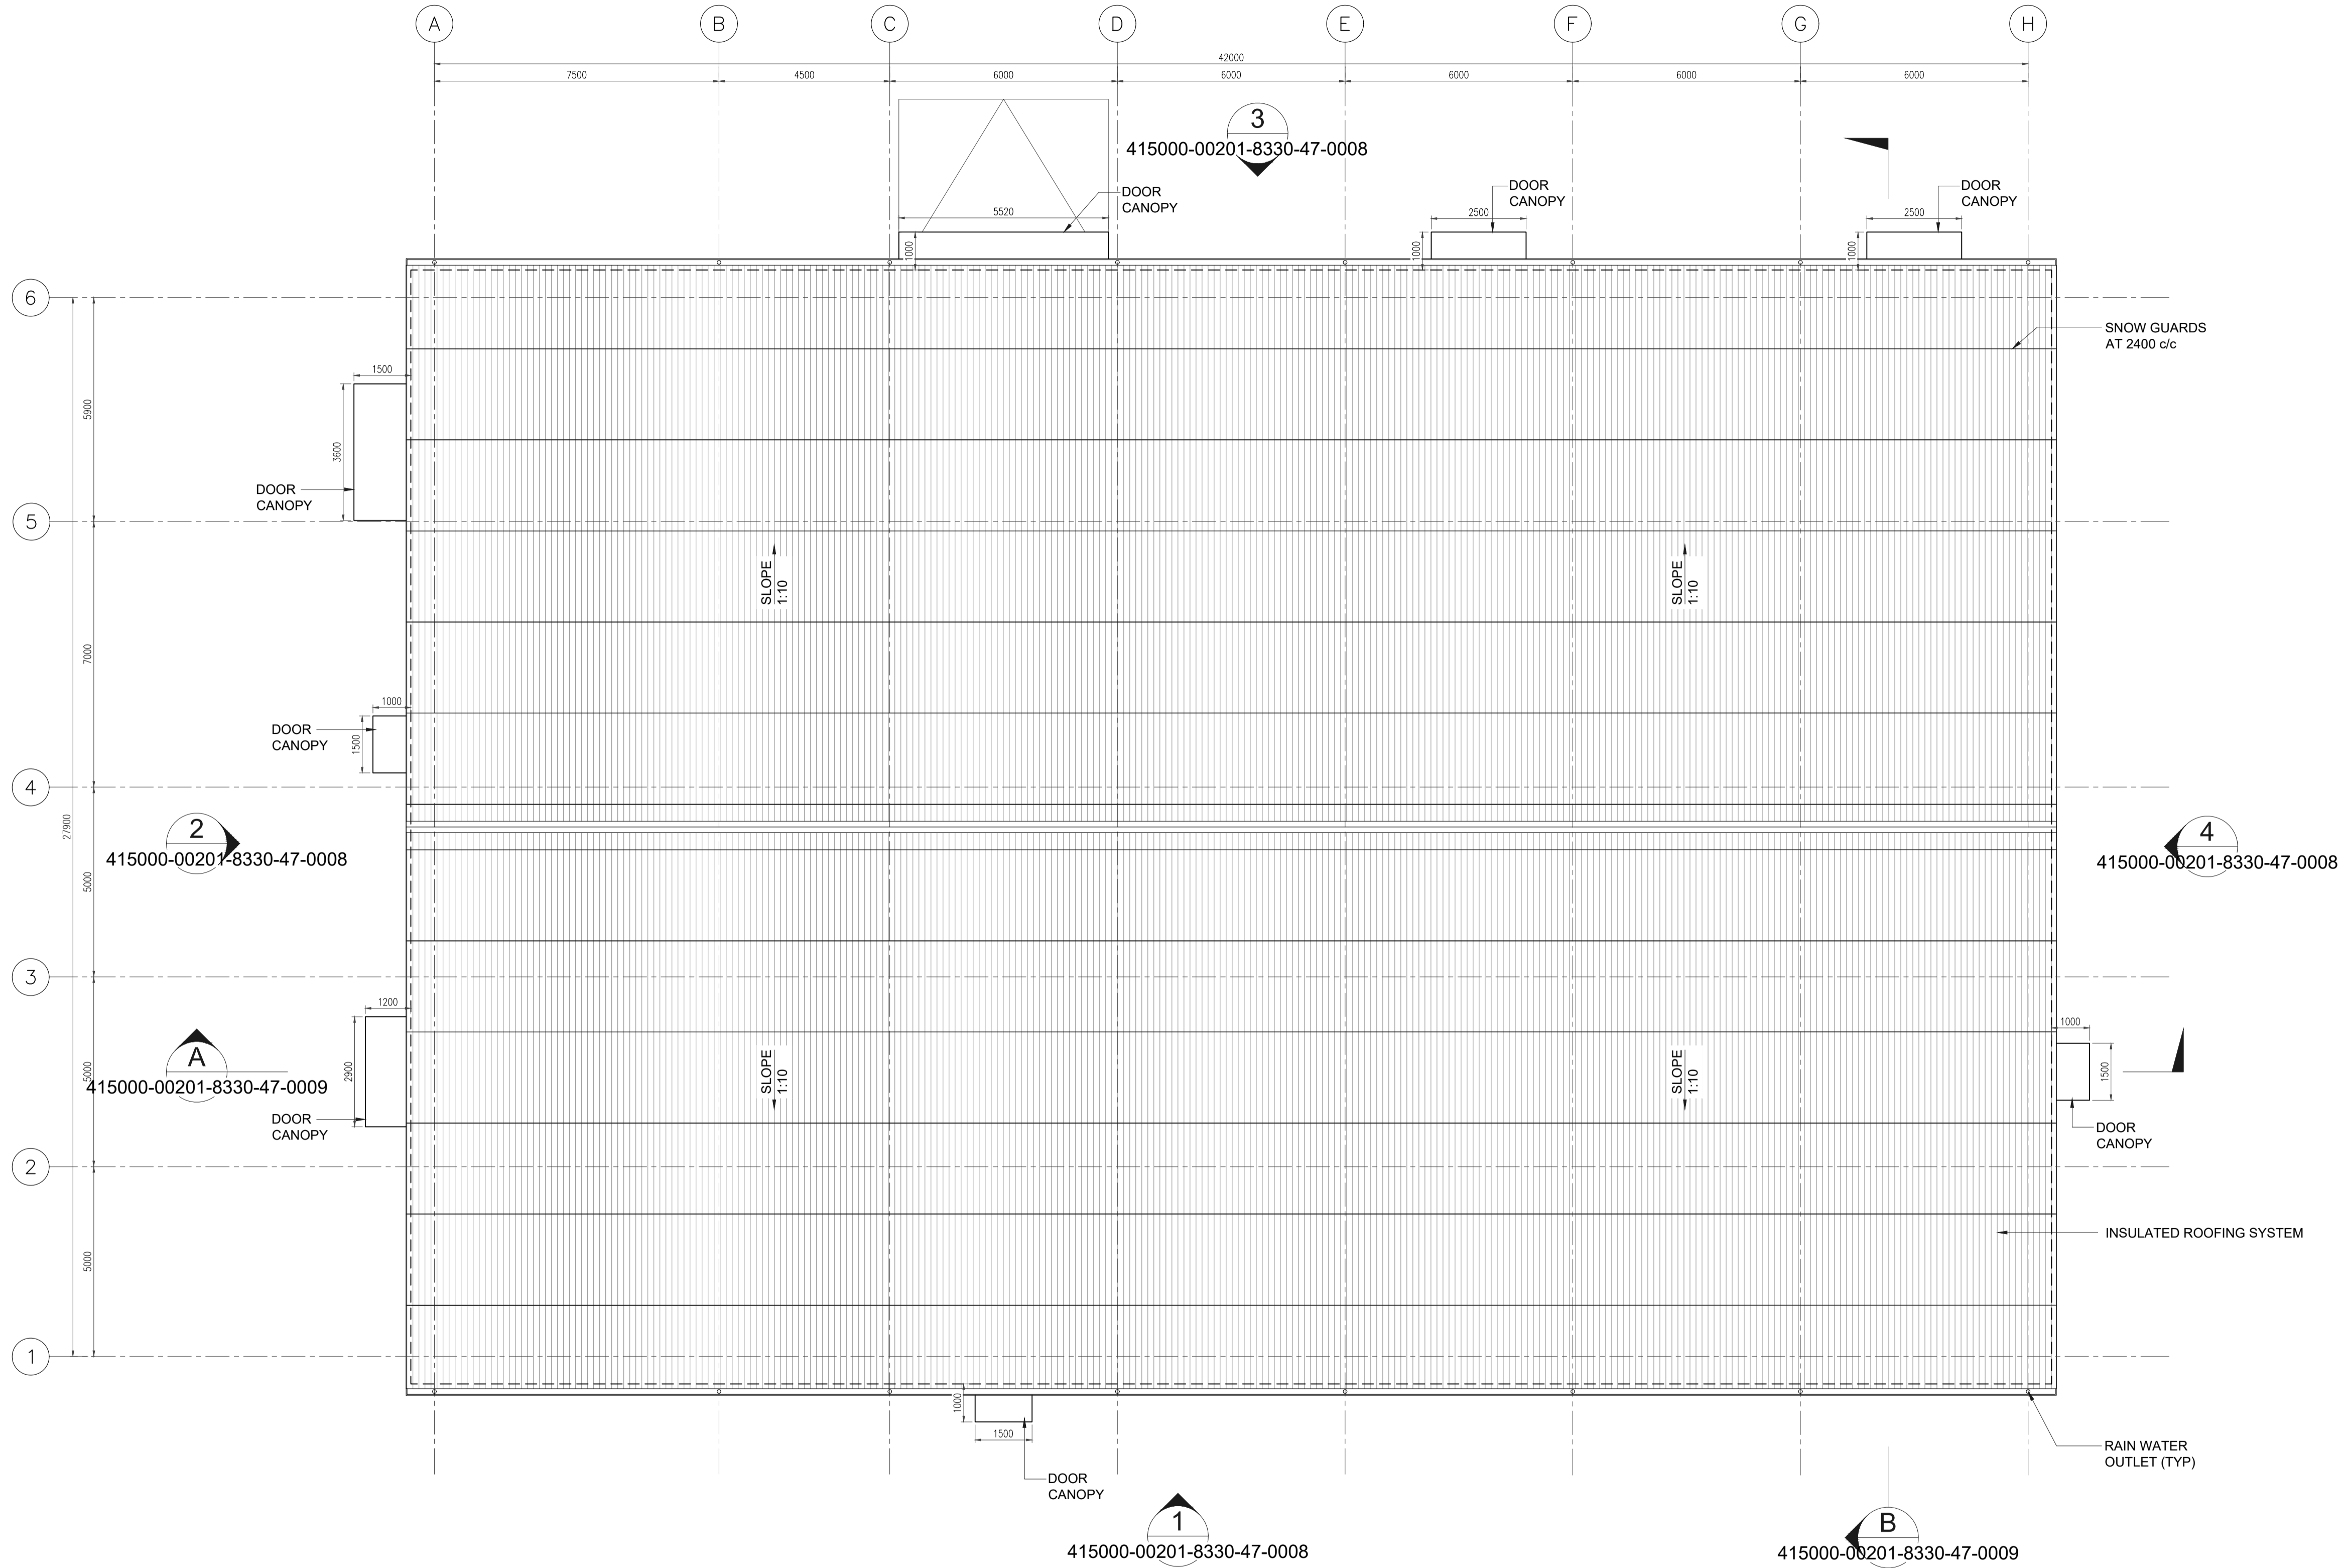 A B C D E F G H
42000
7500 4500 6000 6000 6000 6000 6000
3
415000-00201-8330-47-0008
DOOR
CANOPY
5520
1000
DOOR
CANOPY
2500
1000
DOOR
CANOPY
2500
1000
6
SNOW GUARDS
AT 2400 c/c
1500
5900
3600
DOOR
CANOPY
5
SLOPE
1:10
SLOPE
1:10
7000
1000
DOOR
CANOPY
1500
4
27900
2
415000-00201-8330-47-0008
4
415000-00201-8330-47-0008
5000
3
1200
1000
A
415000-00201-8330-47-0009
5000
2900
SLOPE
1:10
SLOPE
1:10
1500
DOOR
CANOPY
DOOR
CANOPY
2
INSULATED ROOFING SYSTEM
5000
1
1000
1500
DOOR
CANOPY
RAIN WATER
OUTLET (TYP)
1
415000-00201-8330-47-0008
B
415000-00201-8330-47-0009